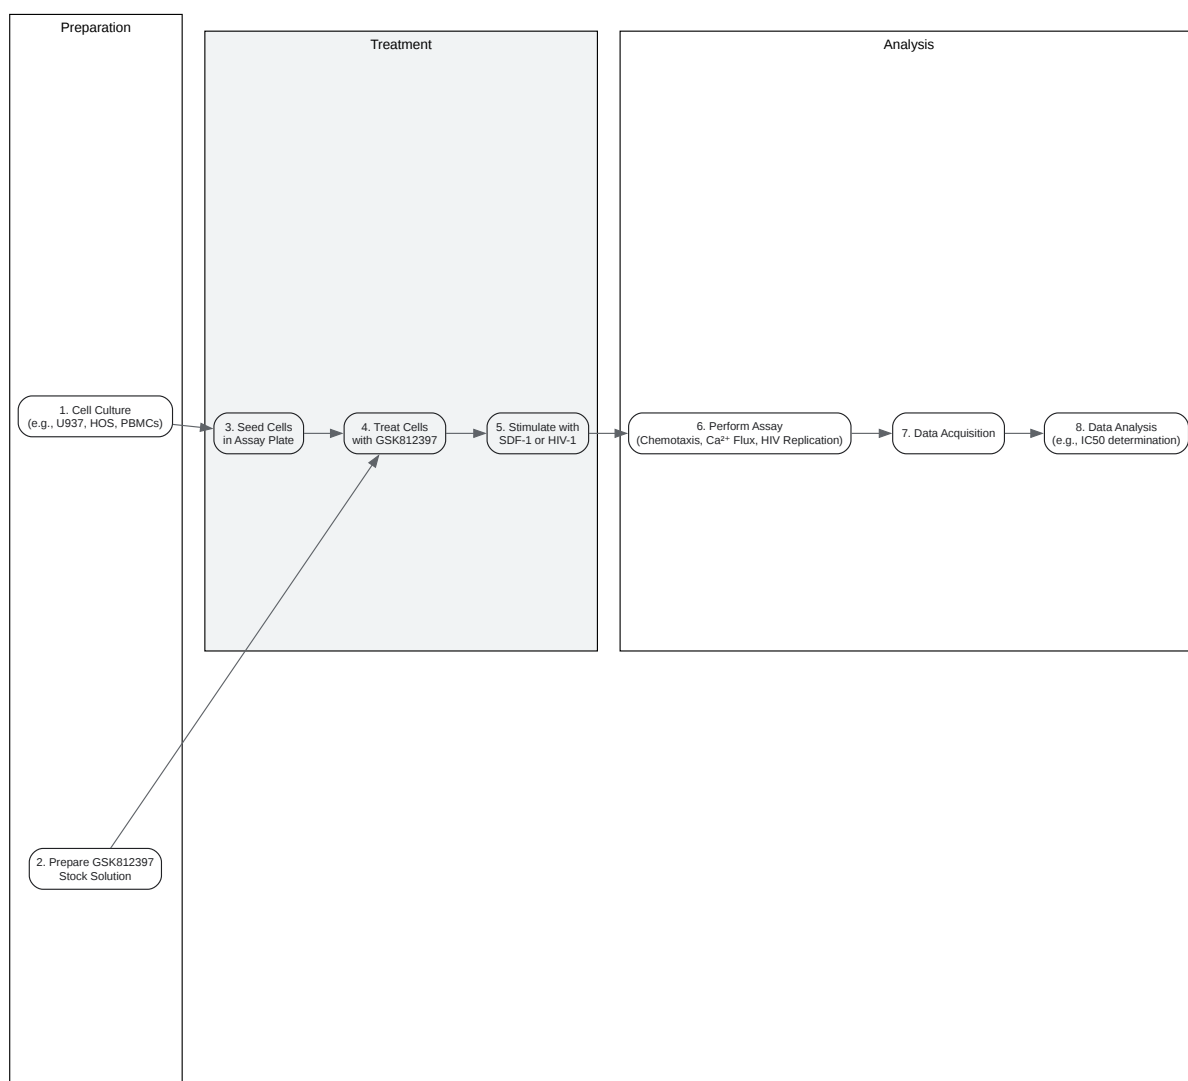 Preparation
Treatment
Analysis
1. Cell Culture
(e.g., U937, HOS, PBMCs)
2. Prepare GSK812397
Stock Solution
3. Seed Cells
in Assay Plate
4. Treat Cells
with GSK812397
5. Stimulate with
SDF-1 or HIV-1
6. Perform Assay
(Chemotaxis, Ca²⁺ Flux, HIV Replication)
7. Data Acquisition
8. Data Analysis
(e.g., IC50 determination)